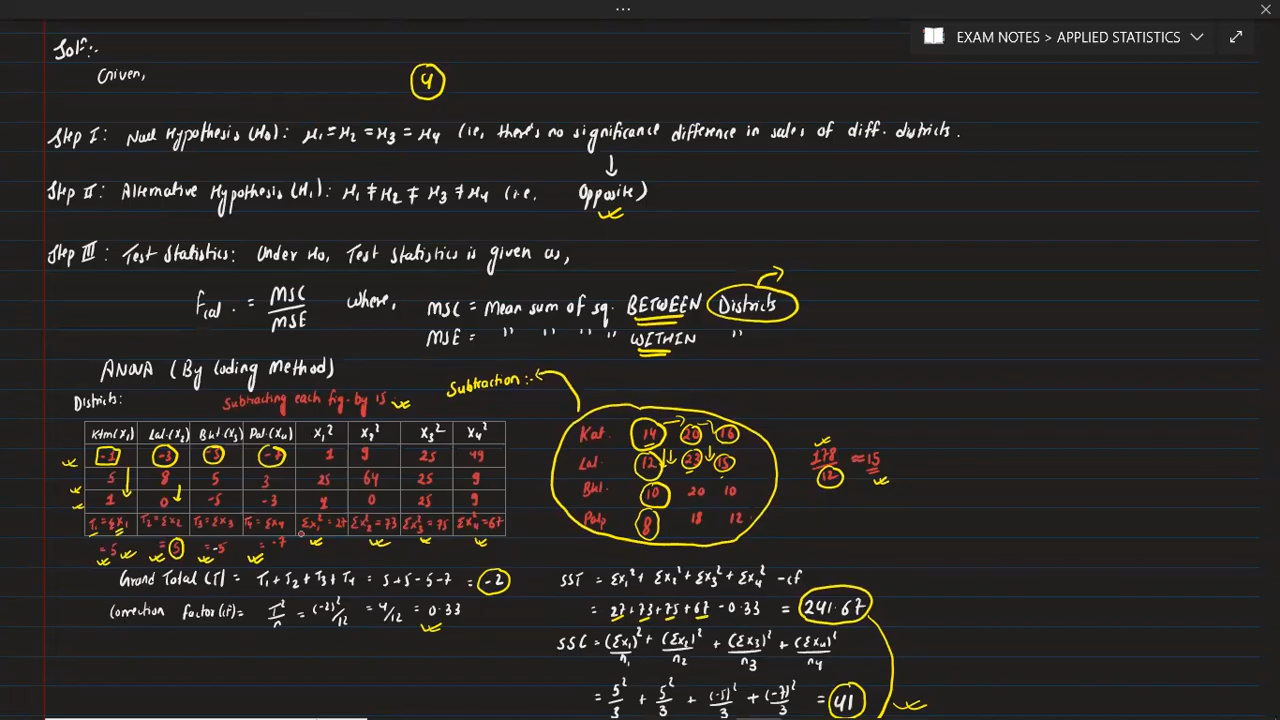 ...
EXAM NOTES > APPLIED STATISTICS
Solⁿ:-
Given,
4
Step I: Null Hypothesis (H0): μ1 = μ2 = μ3 = μ4 (i.e, there's no significance difference in sales of diff. districts.
Step II: Alternative Hypothesis (H1): μ1 ≠ μ2 ≠ μ3 ≠ μ4 (i.e. Opposite)
Step III: Test Statistics: Under H0, Test Statistics is given as,
Fcal. = MSC/MSE where, MSC = Mean sum of sq. BETWEEN Districts
MSE = " " " " WITHIN "
ANOVA (By Coding Method)
Subtraction :-
Districts: Subtracting each fig. by 15
Ktm(X1) Lal.(X2) Bkt(X3) Pat.(X4) X1² X2² X3² X4²
-1 -3 -5 -7 1 9 25 49
5 8 5 3 25 64 25 9
1 0 -5 -3 1 0 25 9
T1=Σx1 T2=Σx2 T3=Σx3 T4=Σx4 Σx1²=27 Σx2²=73 Σx3²=75 Σx4²=67
=5 =5 =-5 =-7
Kat. 14 20 16
Lal. 12 23 15
Bkt. 10 20 10
Patp 8 18 12
178/12 ≈ 15
Grand Total (T) = T1+T2+T3+T4 = 5+5-5-7 = -2
Correction Factor (cf) = T²/n = (-2)²/12 = 4/12 = 0.33
SST = Σx1² + Σx2² + Σx3² + Σx4² - cf
= 27+73+75+67-0.33 = 241.67
SSC = (Σx1)²/n1 + (Σx2)²/n2 + (Σx3)²/n3 + (Σx4)²/n4
= 5²/3 + 5²/3 + (-5)²/3 + (-7)²/3 = 41